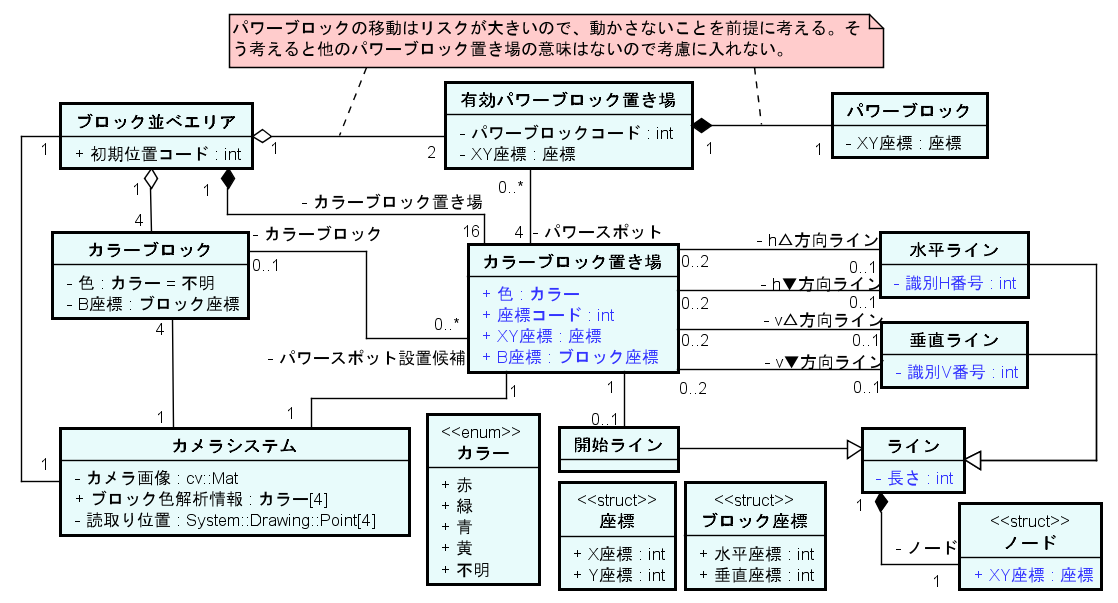 パワーブロックの移動はリスクが大きいので、動かさないことを前提に考える。そ
う考えると他のパワーブロック置き場の意味はないので考慮に入れない。
ブロック並べエリア
+ 初期位置コード : int
有効パワーブロック置き場
- パワーブロックコード : int
- XY座標 : 座標
パワーブロック
- XY座標 : 座標
1
1
2
1
1
1
1
0..*
- カラーブロック置き場
4
16
4
- パワースポット
- カラーブロック
0..1
カラーブロック
- 色 : カラー = 不明
- B座標 : ブロック座標
カラーブロック置き場
+ 色 : カラー
+ 座標コード : int
+ XY座標 : 座標
+ B座標 : ブロック座標
- h△方向ライン
0..2
0..1
- h▼方向ライン
0..2
0..1
- v△方向ライン
0..2
0..1
- v▼方向ライン
0..2
0..1
水平ライン
- 識別H番号 : int
垂直ライン
- 識別V番号 : int
4
0..*
- パワースポット設置候補
1
1
1
1
1
0..1
カメラシステム
- カメラ画像 : cv::Mat
+ ブロック色解析情報 : カラー[4]
- 読取り位置 : System::Drawing::Point[4]
<<enum>>
カラー
+ 赤
+ 緑
+ 青
+ 黄
+ 不明
開始ライン
ライン
- 長さ : int
<<struct>>
座標
+ X座標 : int
+ Y座標 : int
<<struct>>
ブロック座標
+ 水平座標 : int
+ 垂直座標 : int
1
- ノード
1
<<struct>>
ノード
+ XY座標 : 座標